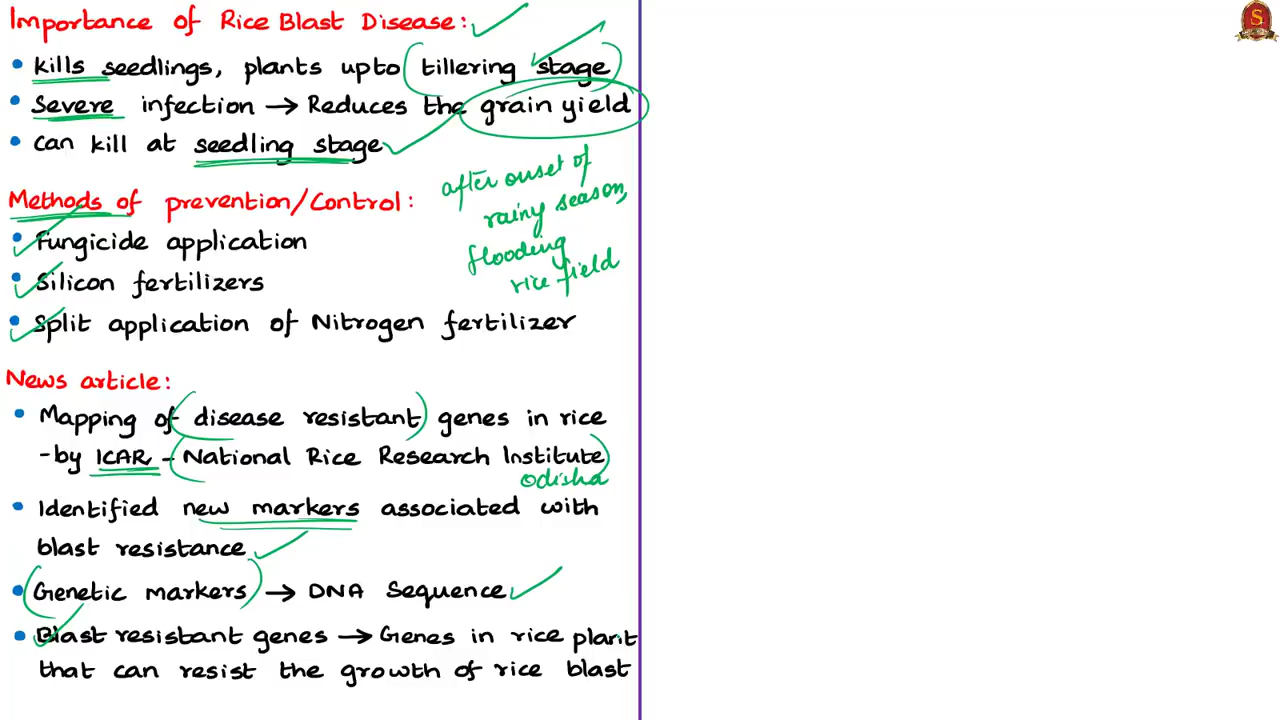 Importance of Rice Blast Disease:
• kills seedlings, plants upto tillering stage
• Severe infection → Reduces the grain yield
• can kill at seedling stage
after onset of
rainy season,
flooding
rice field
Methods of prevention/Control:
• Fungicide application
• Silicon fertilizers
• Split application of Nitrogen fertilizer
News article:
• Mapping of disease resistant genes in rice
- by ICAR - National Rice Research Institute
odisha
• Identified new markers associated with
blast resistance
• Genetic markers → DNA Sequence
• Blast resistant genes → Genes in rice plant
that can resist the growth of rice blast
S